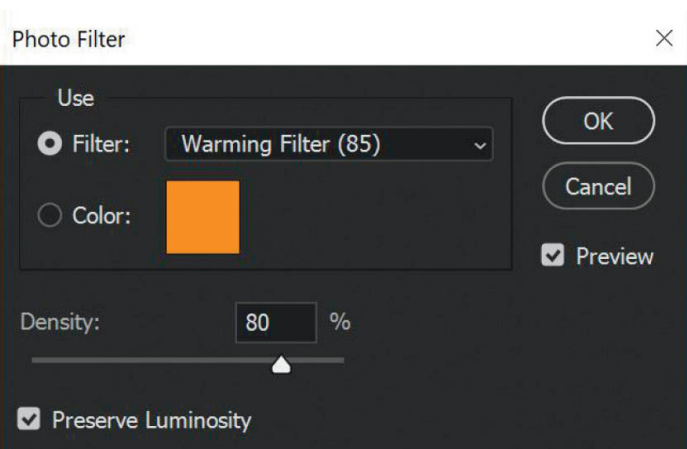 Photo Filter
Use
Filter: Warming Filter (85)
OK
Color:
Cancel
Preview
Density: 80 %
Preserve Luminosity